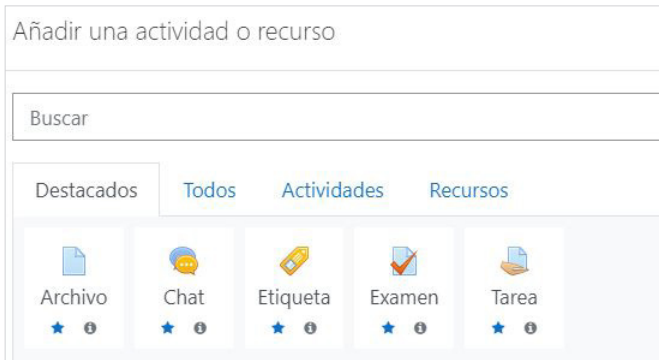 Añadir una actividad o recurso
Buscar
Destacados Todos Actividades Recursos
Archivo Chat Etiqueta Examen Tarea